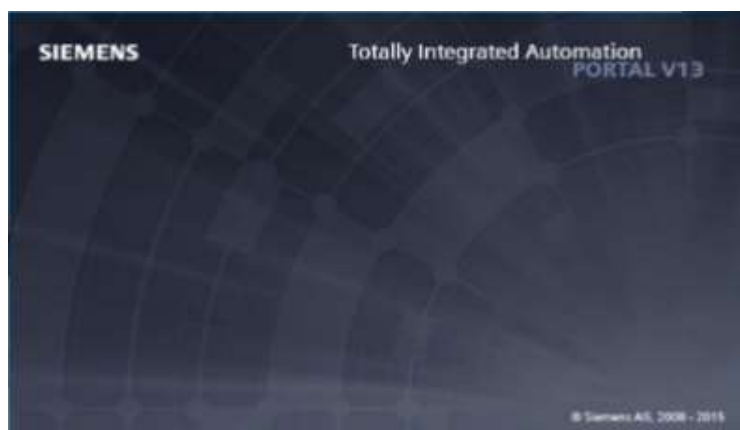 SIEMENS
Totally Integrated Automation
PORTAL V13
© Siemens AG, 2008 - 2015